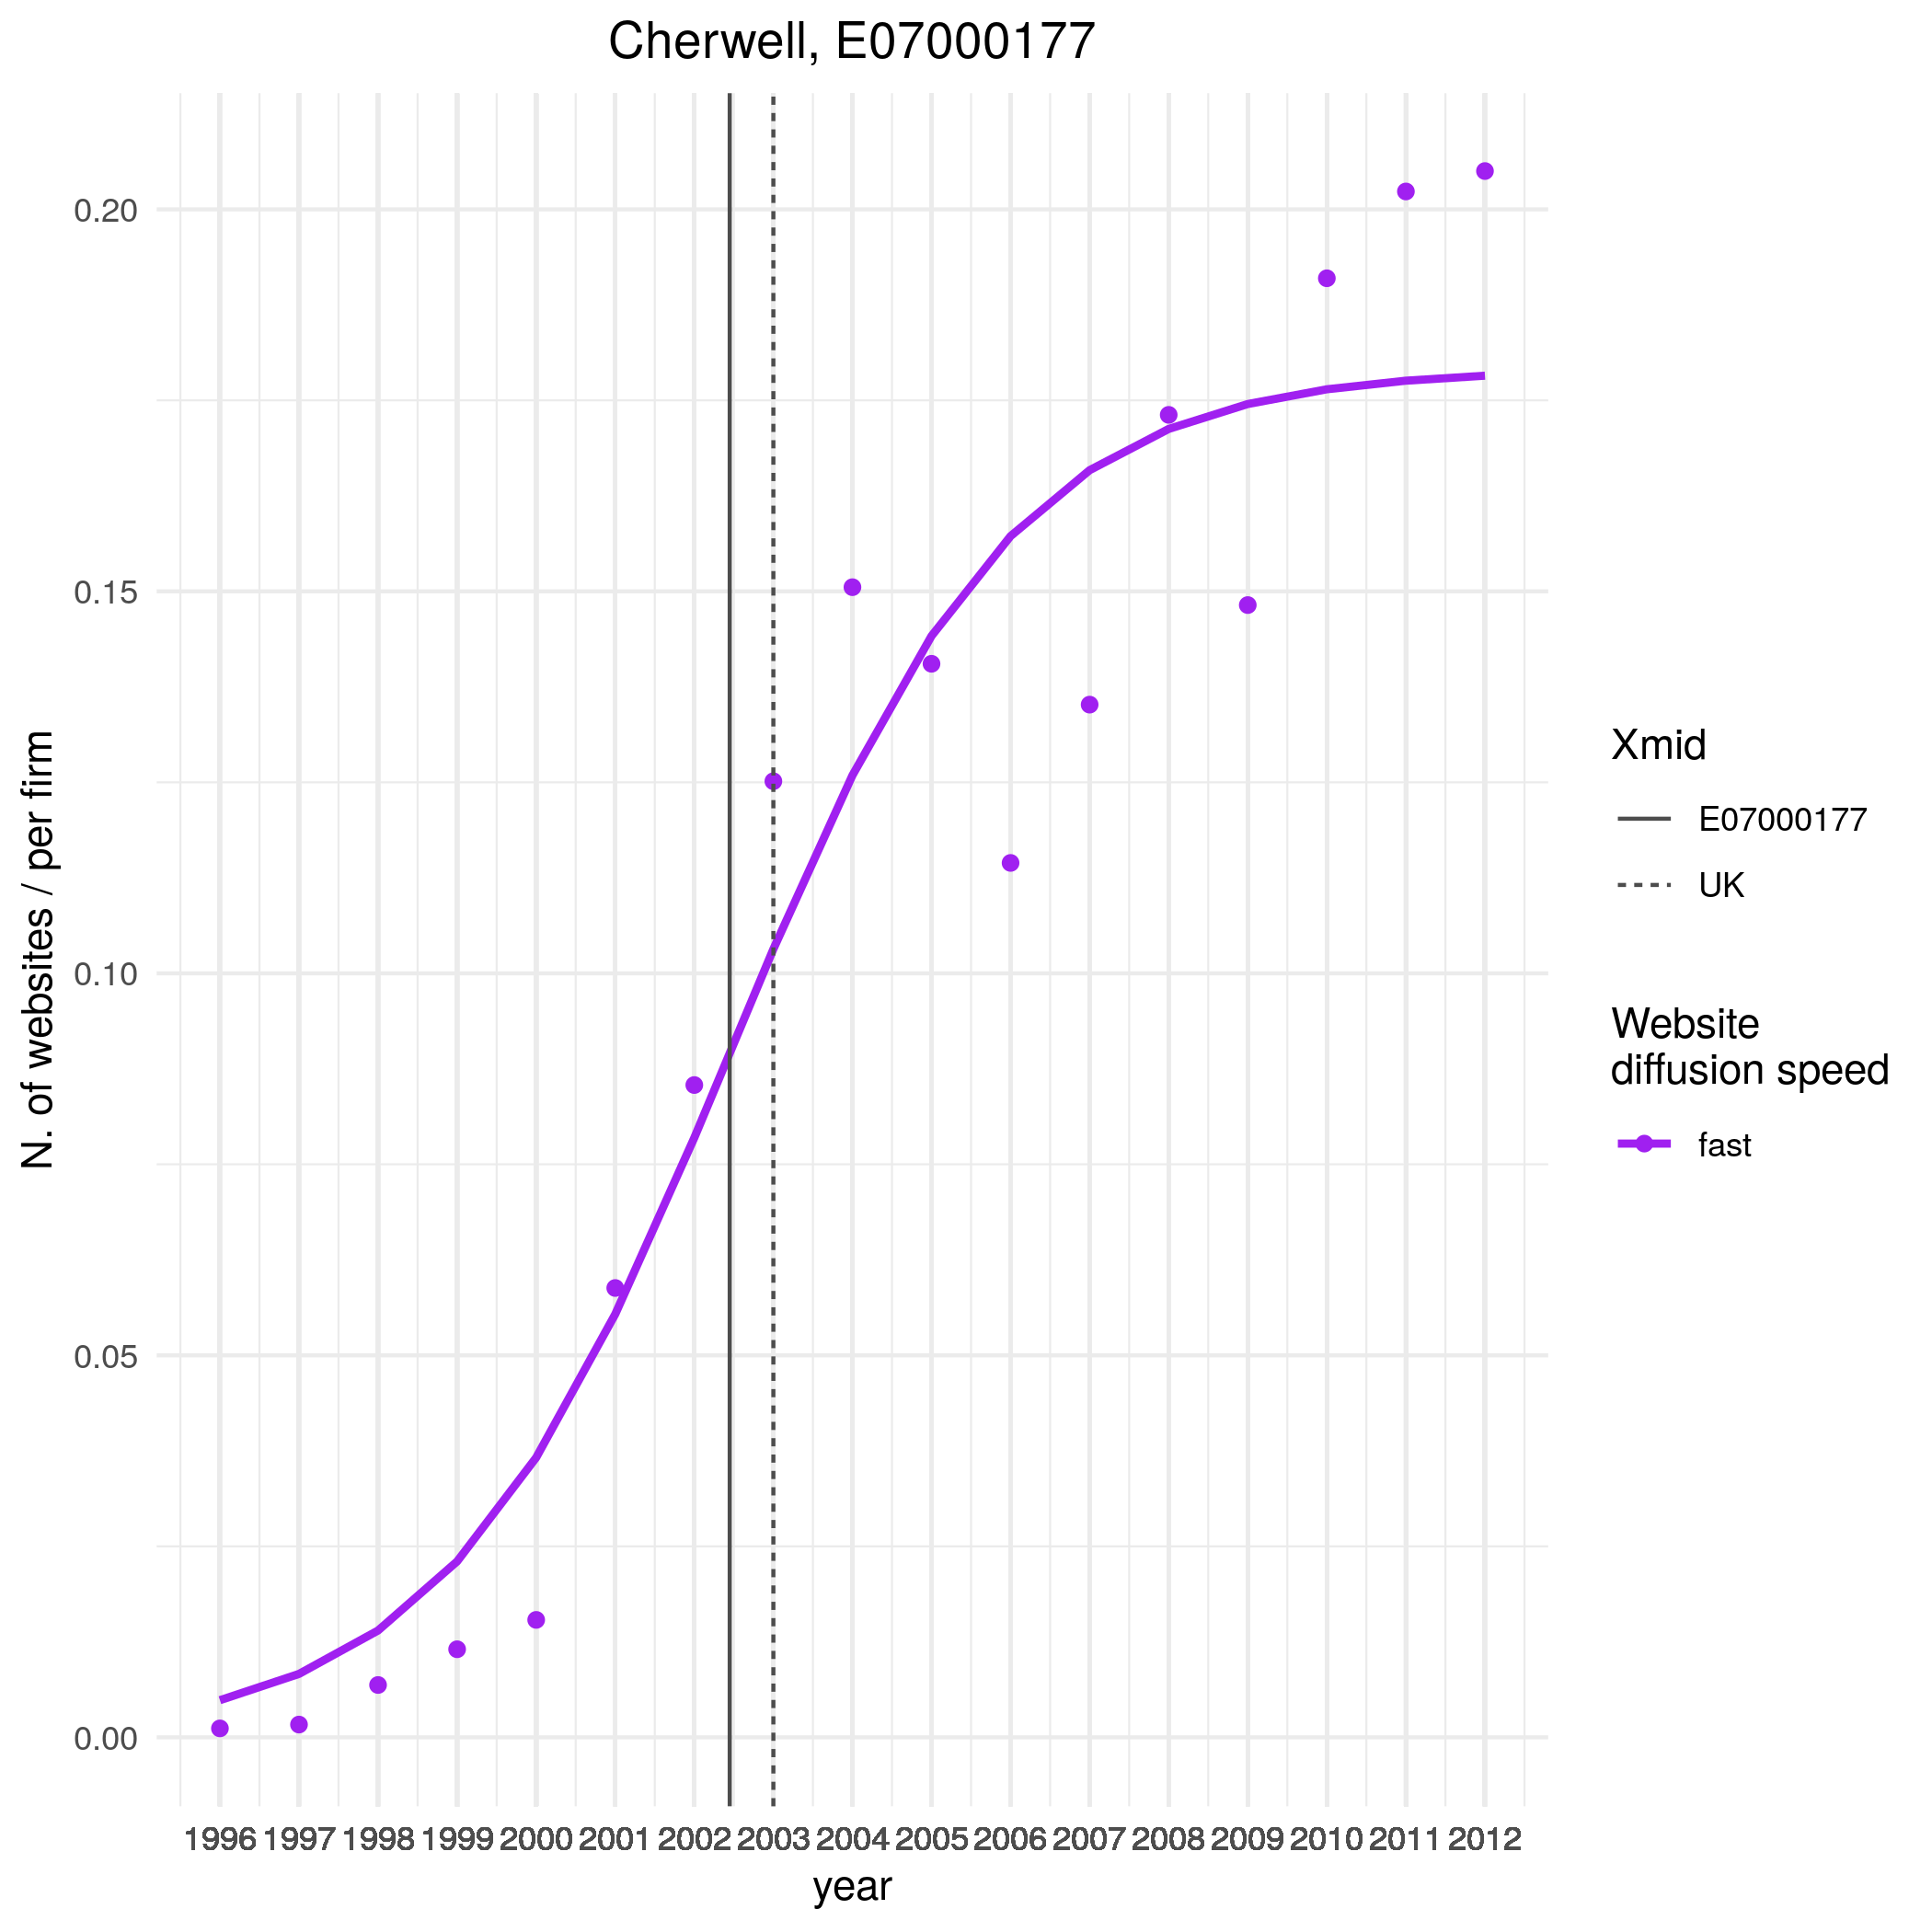 Cherwell, E07000177
N. of websites / per firm
0.20
0.15
0.10
0.05
0.00
1996 1997 1998 1999 2000 2001 2002 2003 2004 2005 2006 2007 2008 2009 2010 2011 2012
year
Xmid
E07000177
UK
Website
diffusion speed
fast